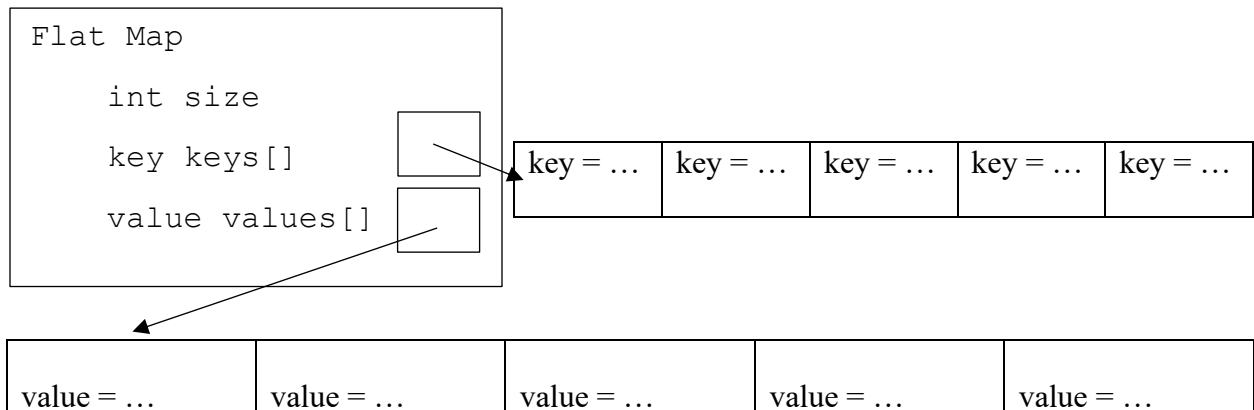 Flat Map
int size
key keys[]
value values[]
key = … key = … key = … key = … key = …
value = … value = … value = … value = … value = …